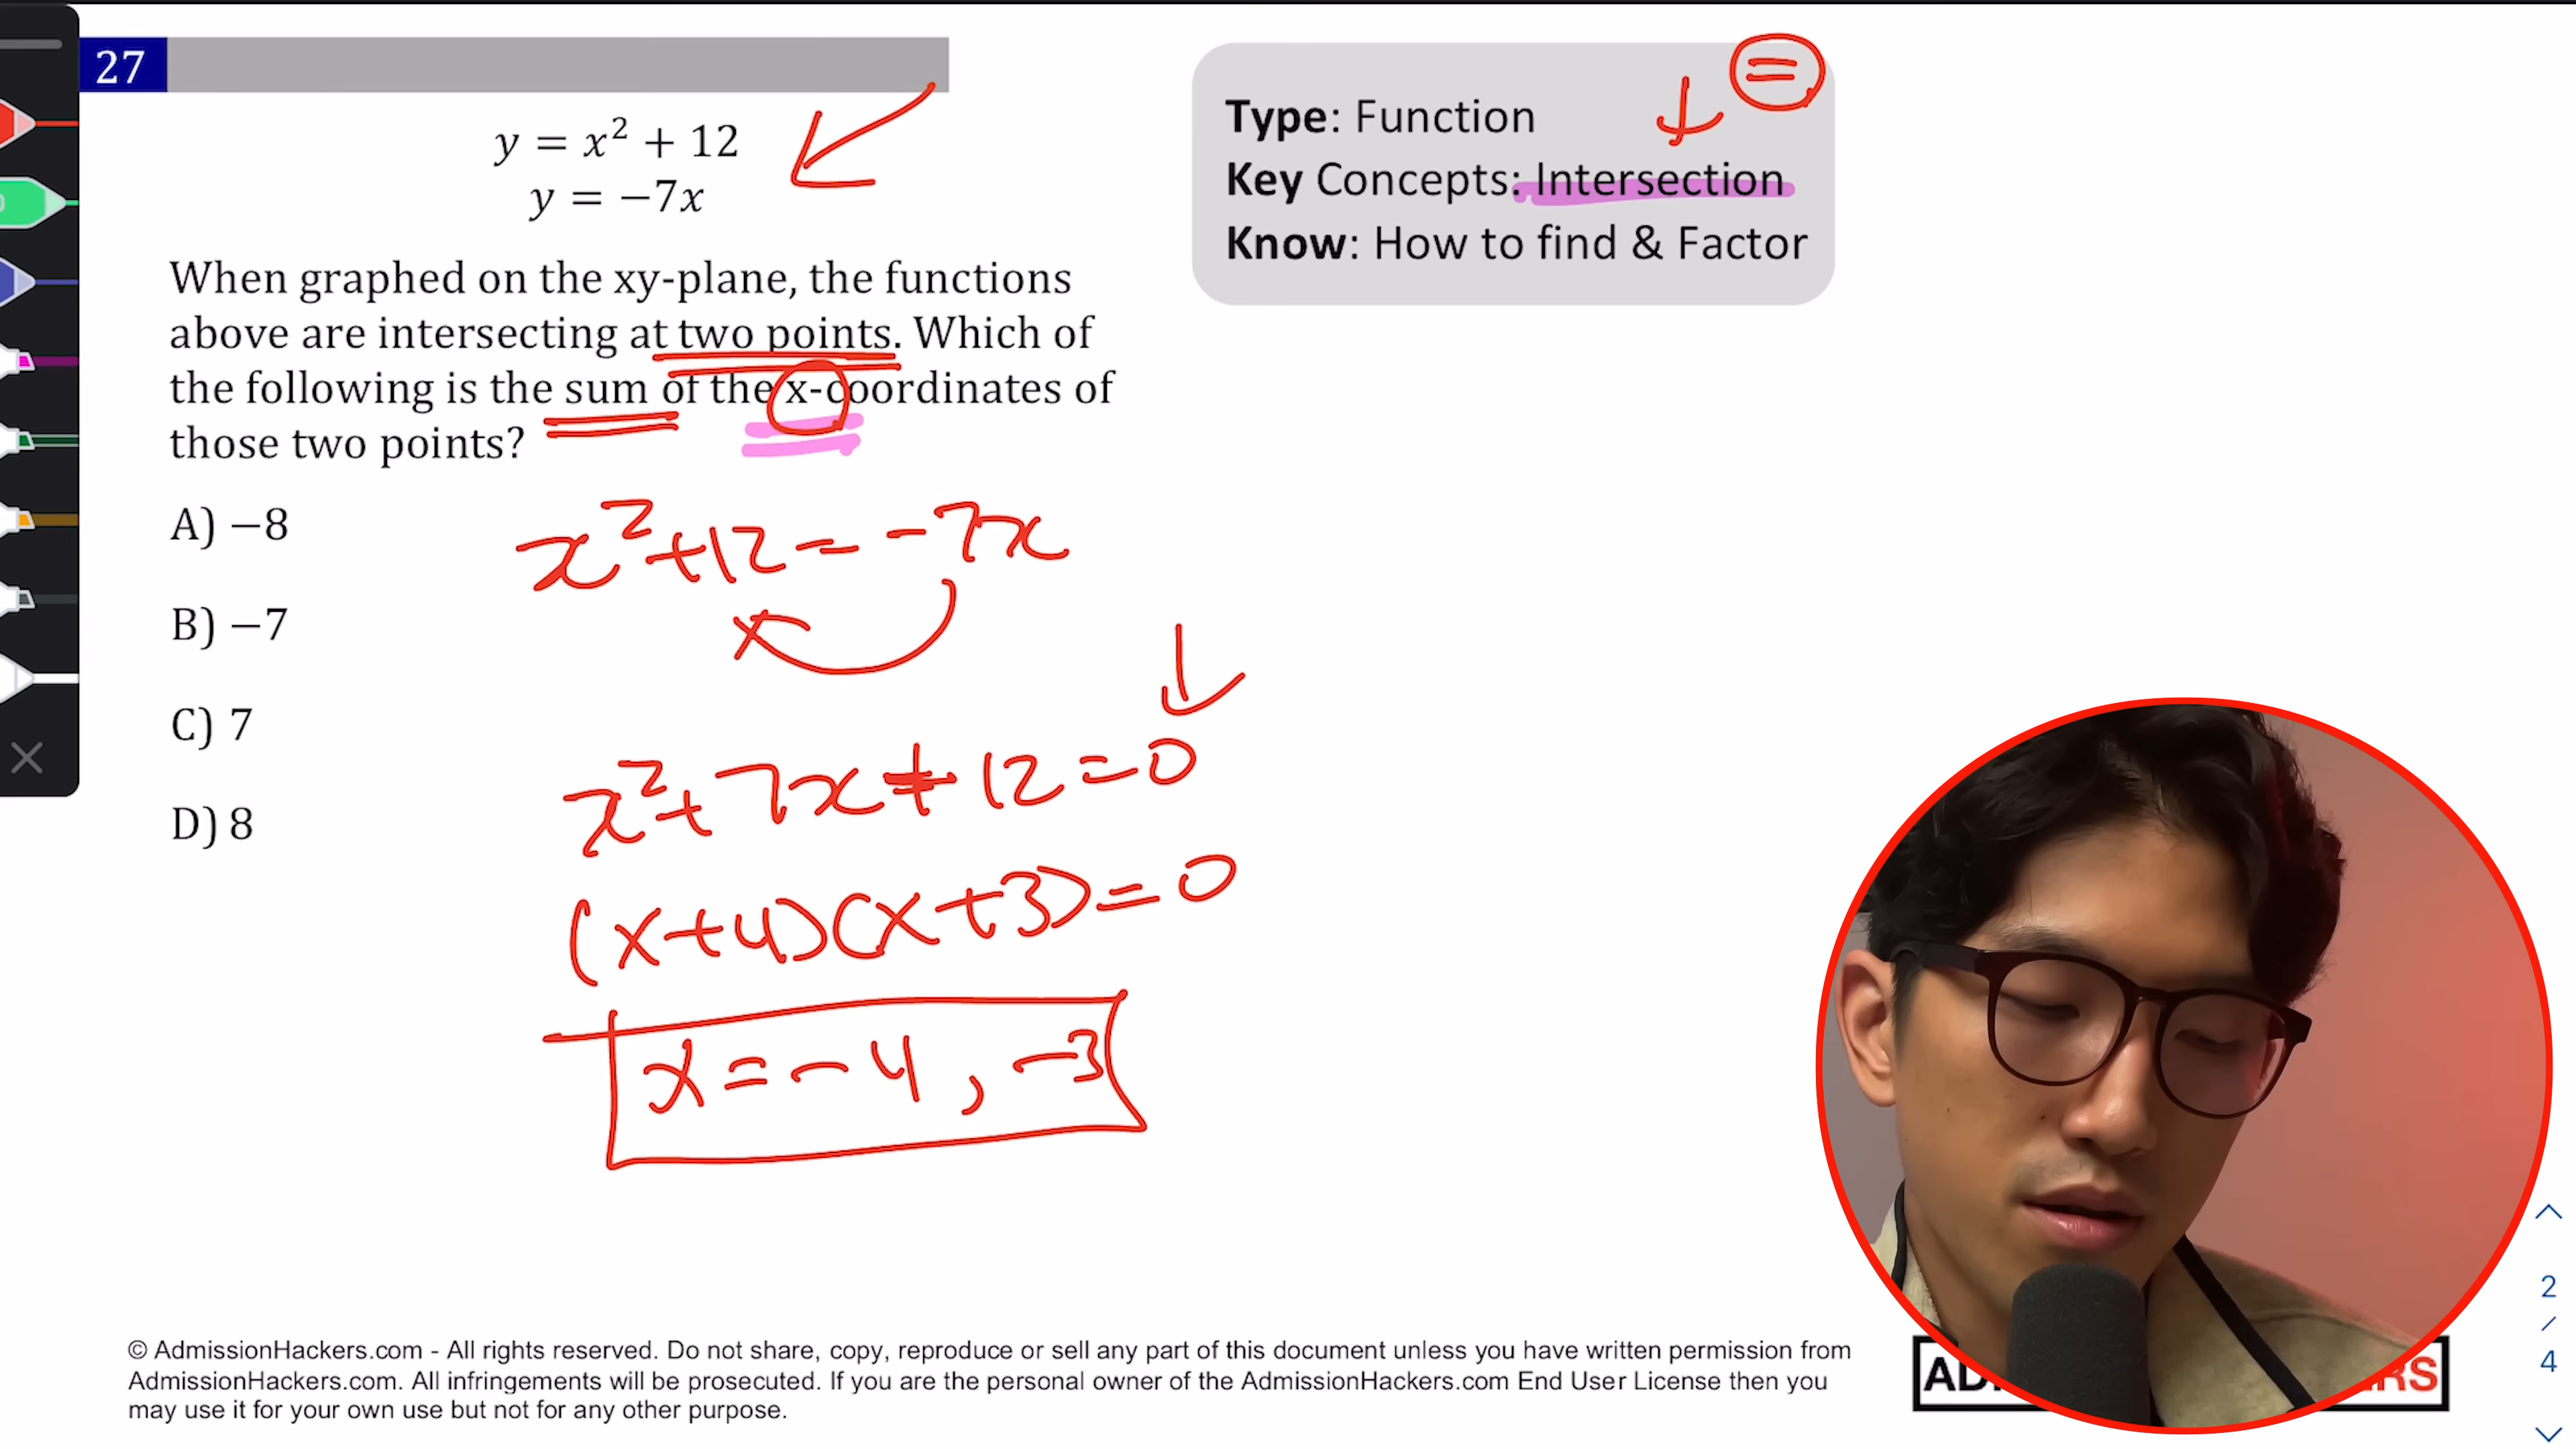 27
y = x² + 12
y = −7x
Type: Function
Key Concepts: Intersection
Know: How to find & Factor
=
When graphed on the xy-plane, the functions
above are intersecting at two points. Which of
the following is the sum of the x-coordinates of
those two points?
A) −8
B) −7
C) 7
D) 8
x²+12=-7x
x²+7x+12=0
(x+4)(x+3)=0
x=-4,-3
© AdmissionHackers.com - All rights reserved. Do not share, copy, reproduce or sell any part of this document unless you have written permission from
AdmissionHackers.com. All infringements will be prosecuted. If you are the personal owner of the AdmissionHackers.com End User License then you
may use it for your own use but not for any other purpose.
2
/
4